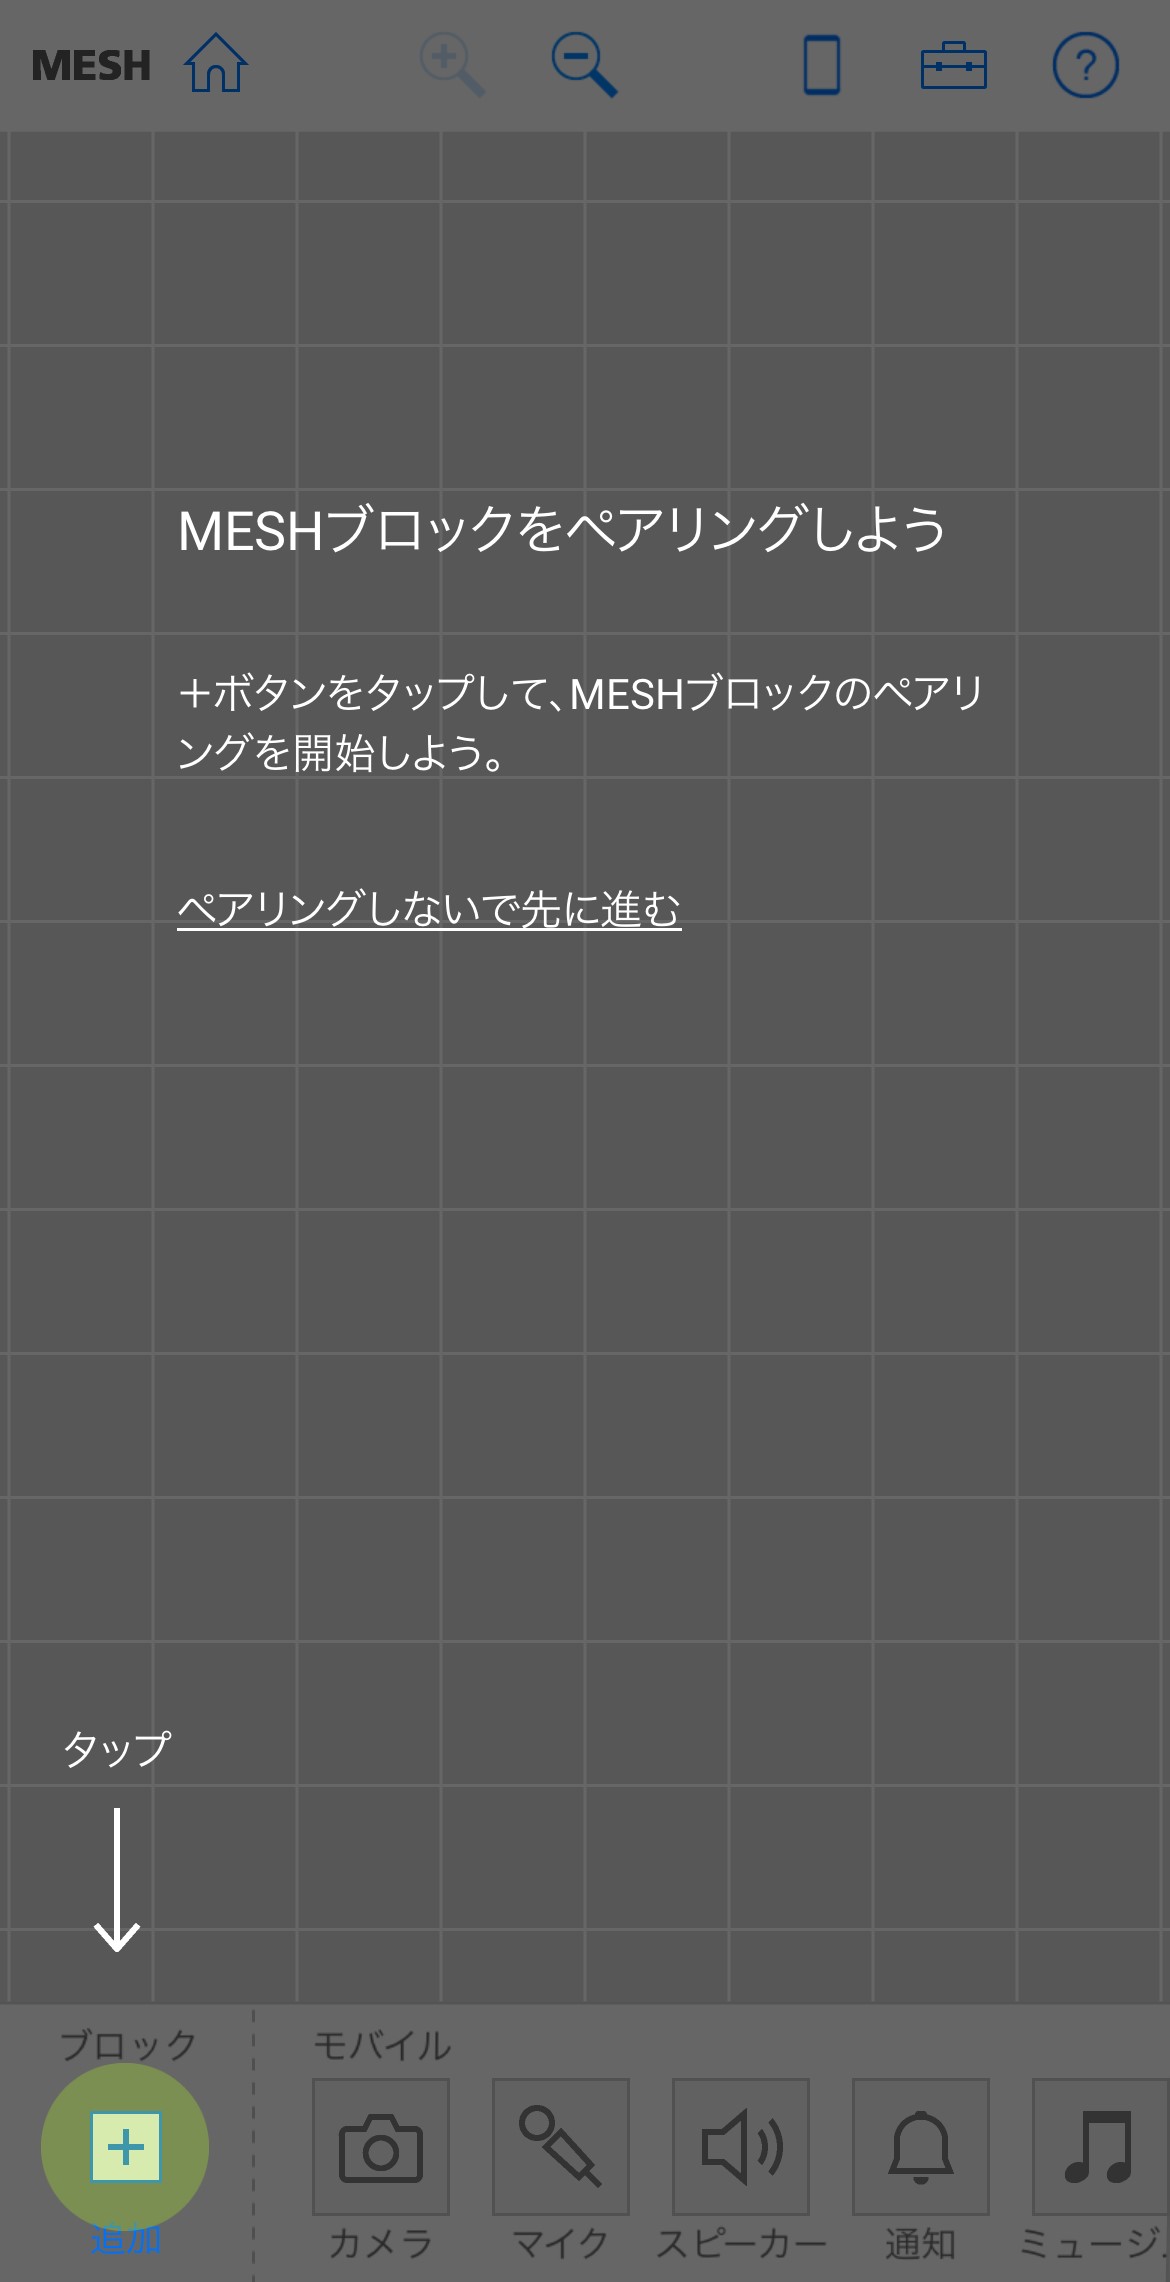 MESH
MESHブロックをペアリングしよう
＋ボタンをタップして、MESHブロックのペアリ
ングを開始しよう。
ペアリングしないで先に進む
タップ
ブロック
モバイル
追加
カメラ
マイク
スピーカー
通知
ミュージ.